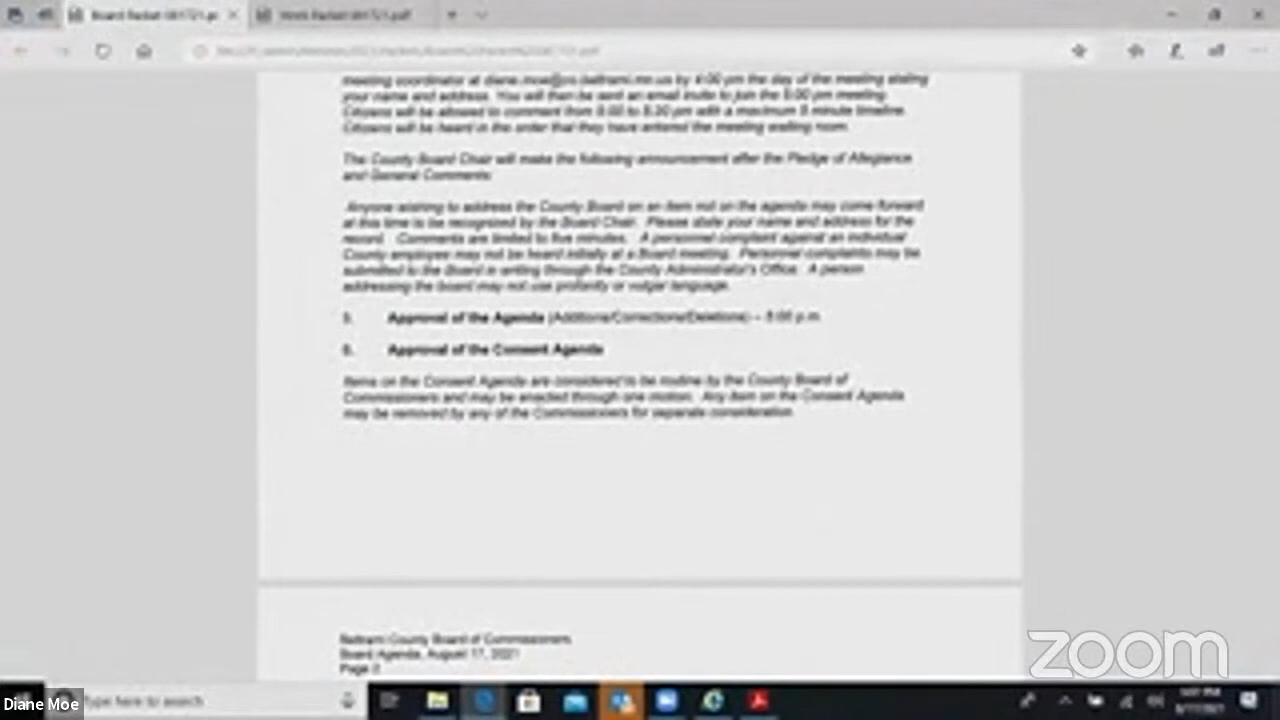 Board Packet 081721.pd
Work Packet 081721.pdf
meeting coordinator at diane.moe@co.beltrami.mn.us by 4:00 pm the day of the meeting stating
your name and address. You will then be sent an email invite to join the 5:00 pm meeting.
Citizens will be allowed to comment from to pm with a maximum 5 minute timeline.
Citizens will be heard in the order that they have entered the meeting waiting room.
The County Board Chair will make the following announcement after the Pledge of Allegiance
and General Comments:
Anyone wishing to address the County Board on an item not on the agenda may come forward
at this time to be recognized by the Board Chair. Please state your name and address for the
record. Comments are limited to five minutes. A personnel complaint against an individual
County employee may not be heard initially at a Board meeting. Personnel complaints may be
submitted to the Board in writing through the County Administrator's Office. A person
addressing the board may not use profanity or vulgar language.
5. Approval of the Agenda (Additions/Corrections/Deletions) – p.m.
6. Approval of the Consent Agenda
Items on the Consent Agenda are considered to be routine by the County Board of
Commissioners and may be enacted through one motion. Any item on the Consent Agenda
may be removed by any of the Commissioners for separate consideration.
Beltrami County Board of Commissioners
Board Agenda, August 17, 2021
Page 2
zoom
Type here to search
Diane Moe